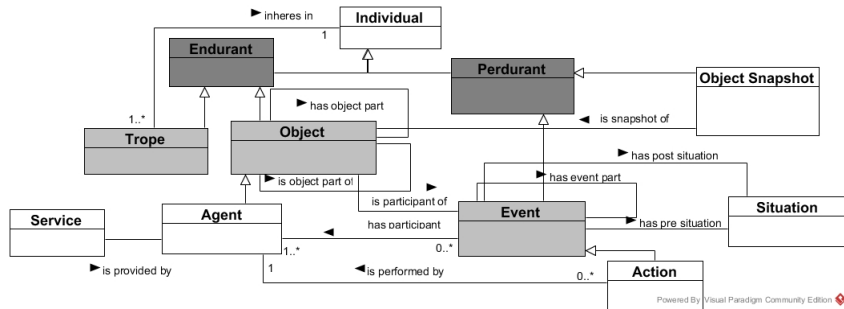 inheres in
Individual
1
Endurant
Perdurant
Object Snapshot
has object part
1..*
is snapshot of
Trope
Object
has post situation
is object part of
has event part
is participant of
Service
Agent
Event
Situation
has participant
has pre situation
1..*
0..*
is provided by
1
is performed by
0..*
Action
Powered By Visual Paradigm Community Edition